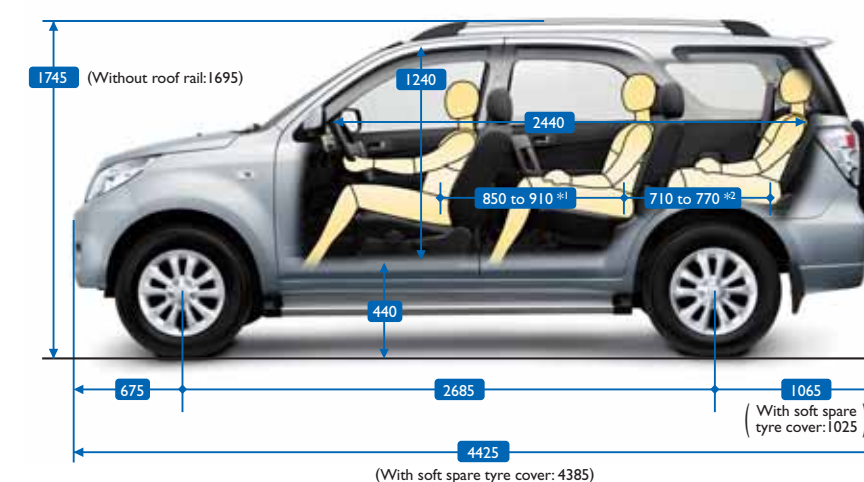 1745 (Without roof rail:1695)
1240
2440
850 to 910 *1 710 to 770 *2
440
675 2685 1065
(With soft spare
tyre cover:1025)
4425
(With soft spare tyre cover: 4385)